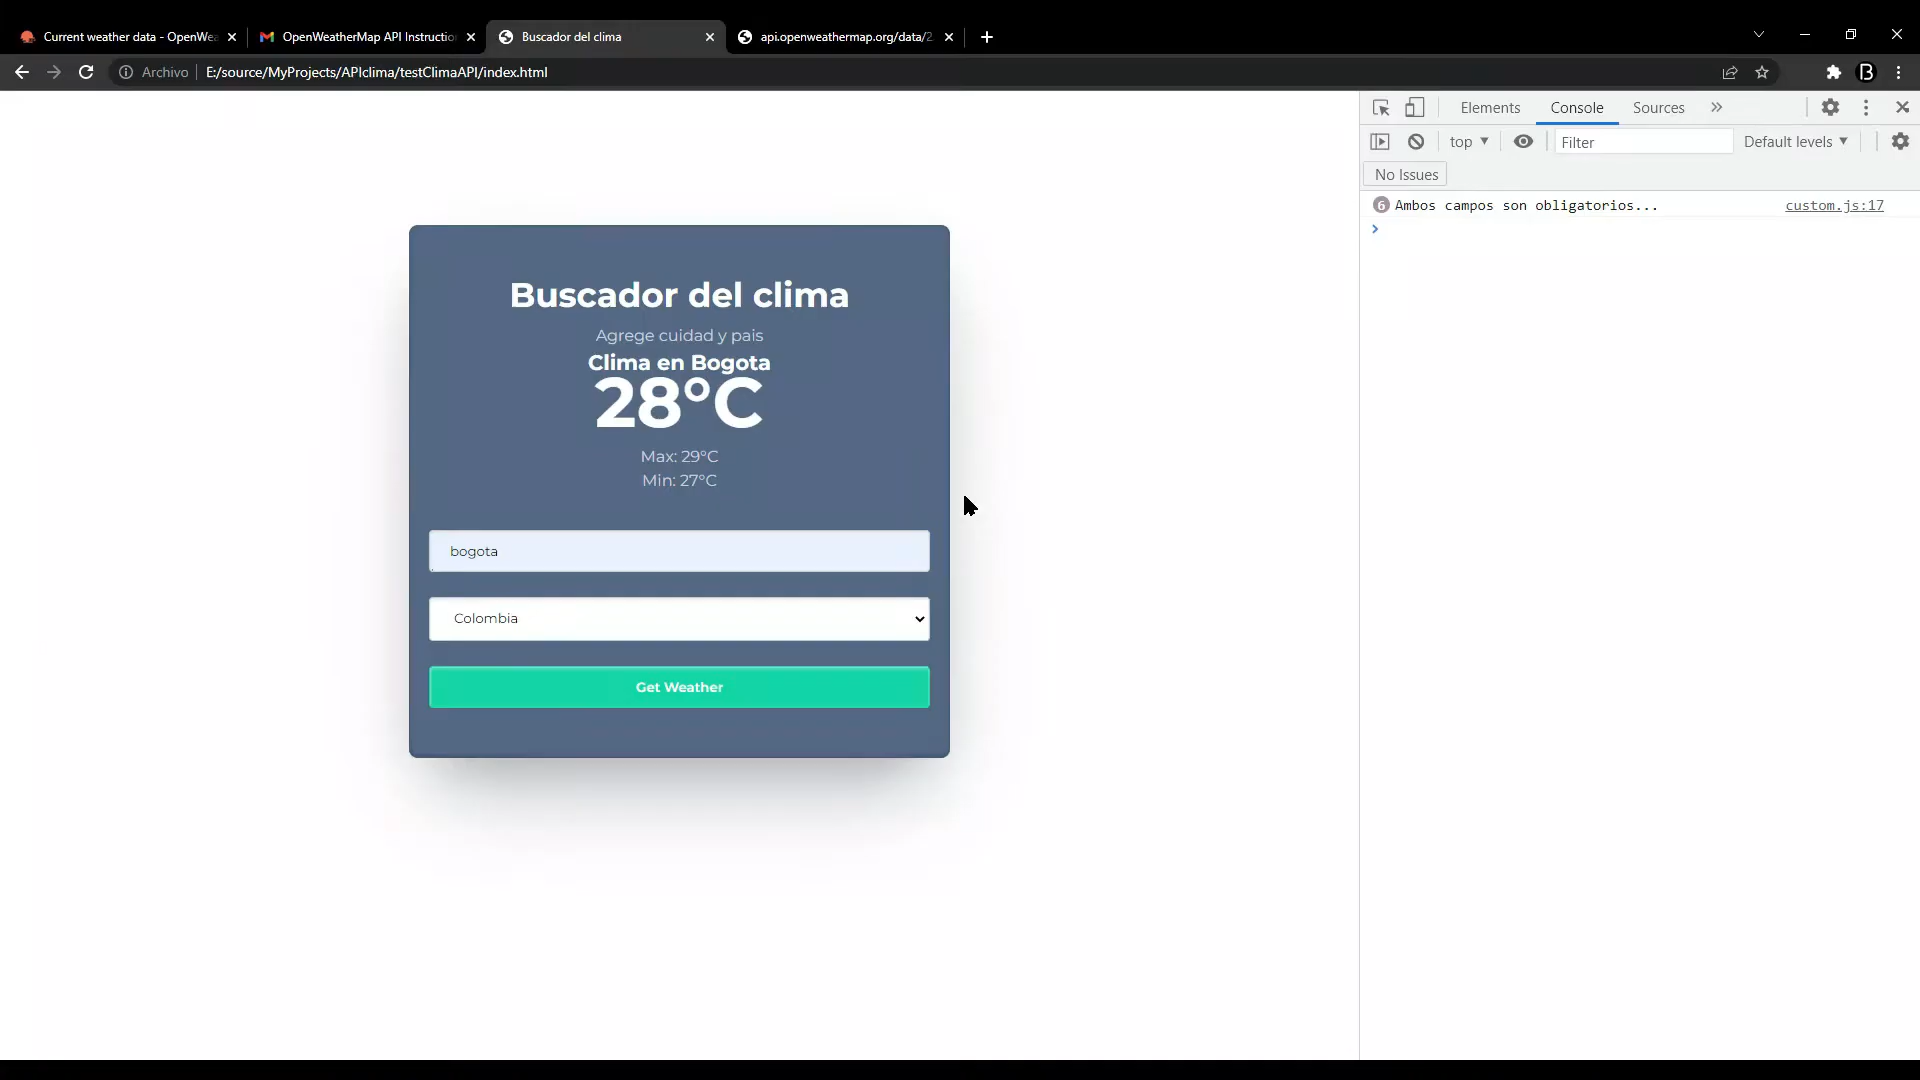 Current weather data - OpenWea
OpenWeatherMap API Instructio
Buscador del clima
api.openweathermap.org/data/2
Archivo
E:/source/MyProjects/APIclima/testClimaAPI/index.html
Elements
Console
Sources
top
Filter
Default levels
No Issues
6 Ambos campos son obligatorios...
custom.js:17
Buscador del clima
Agrege cuidad y pais
Clima en Bogota
28°C
Max: 29°C
Min: 27°C
bogota
Colombia
Get Weather